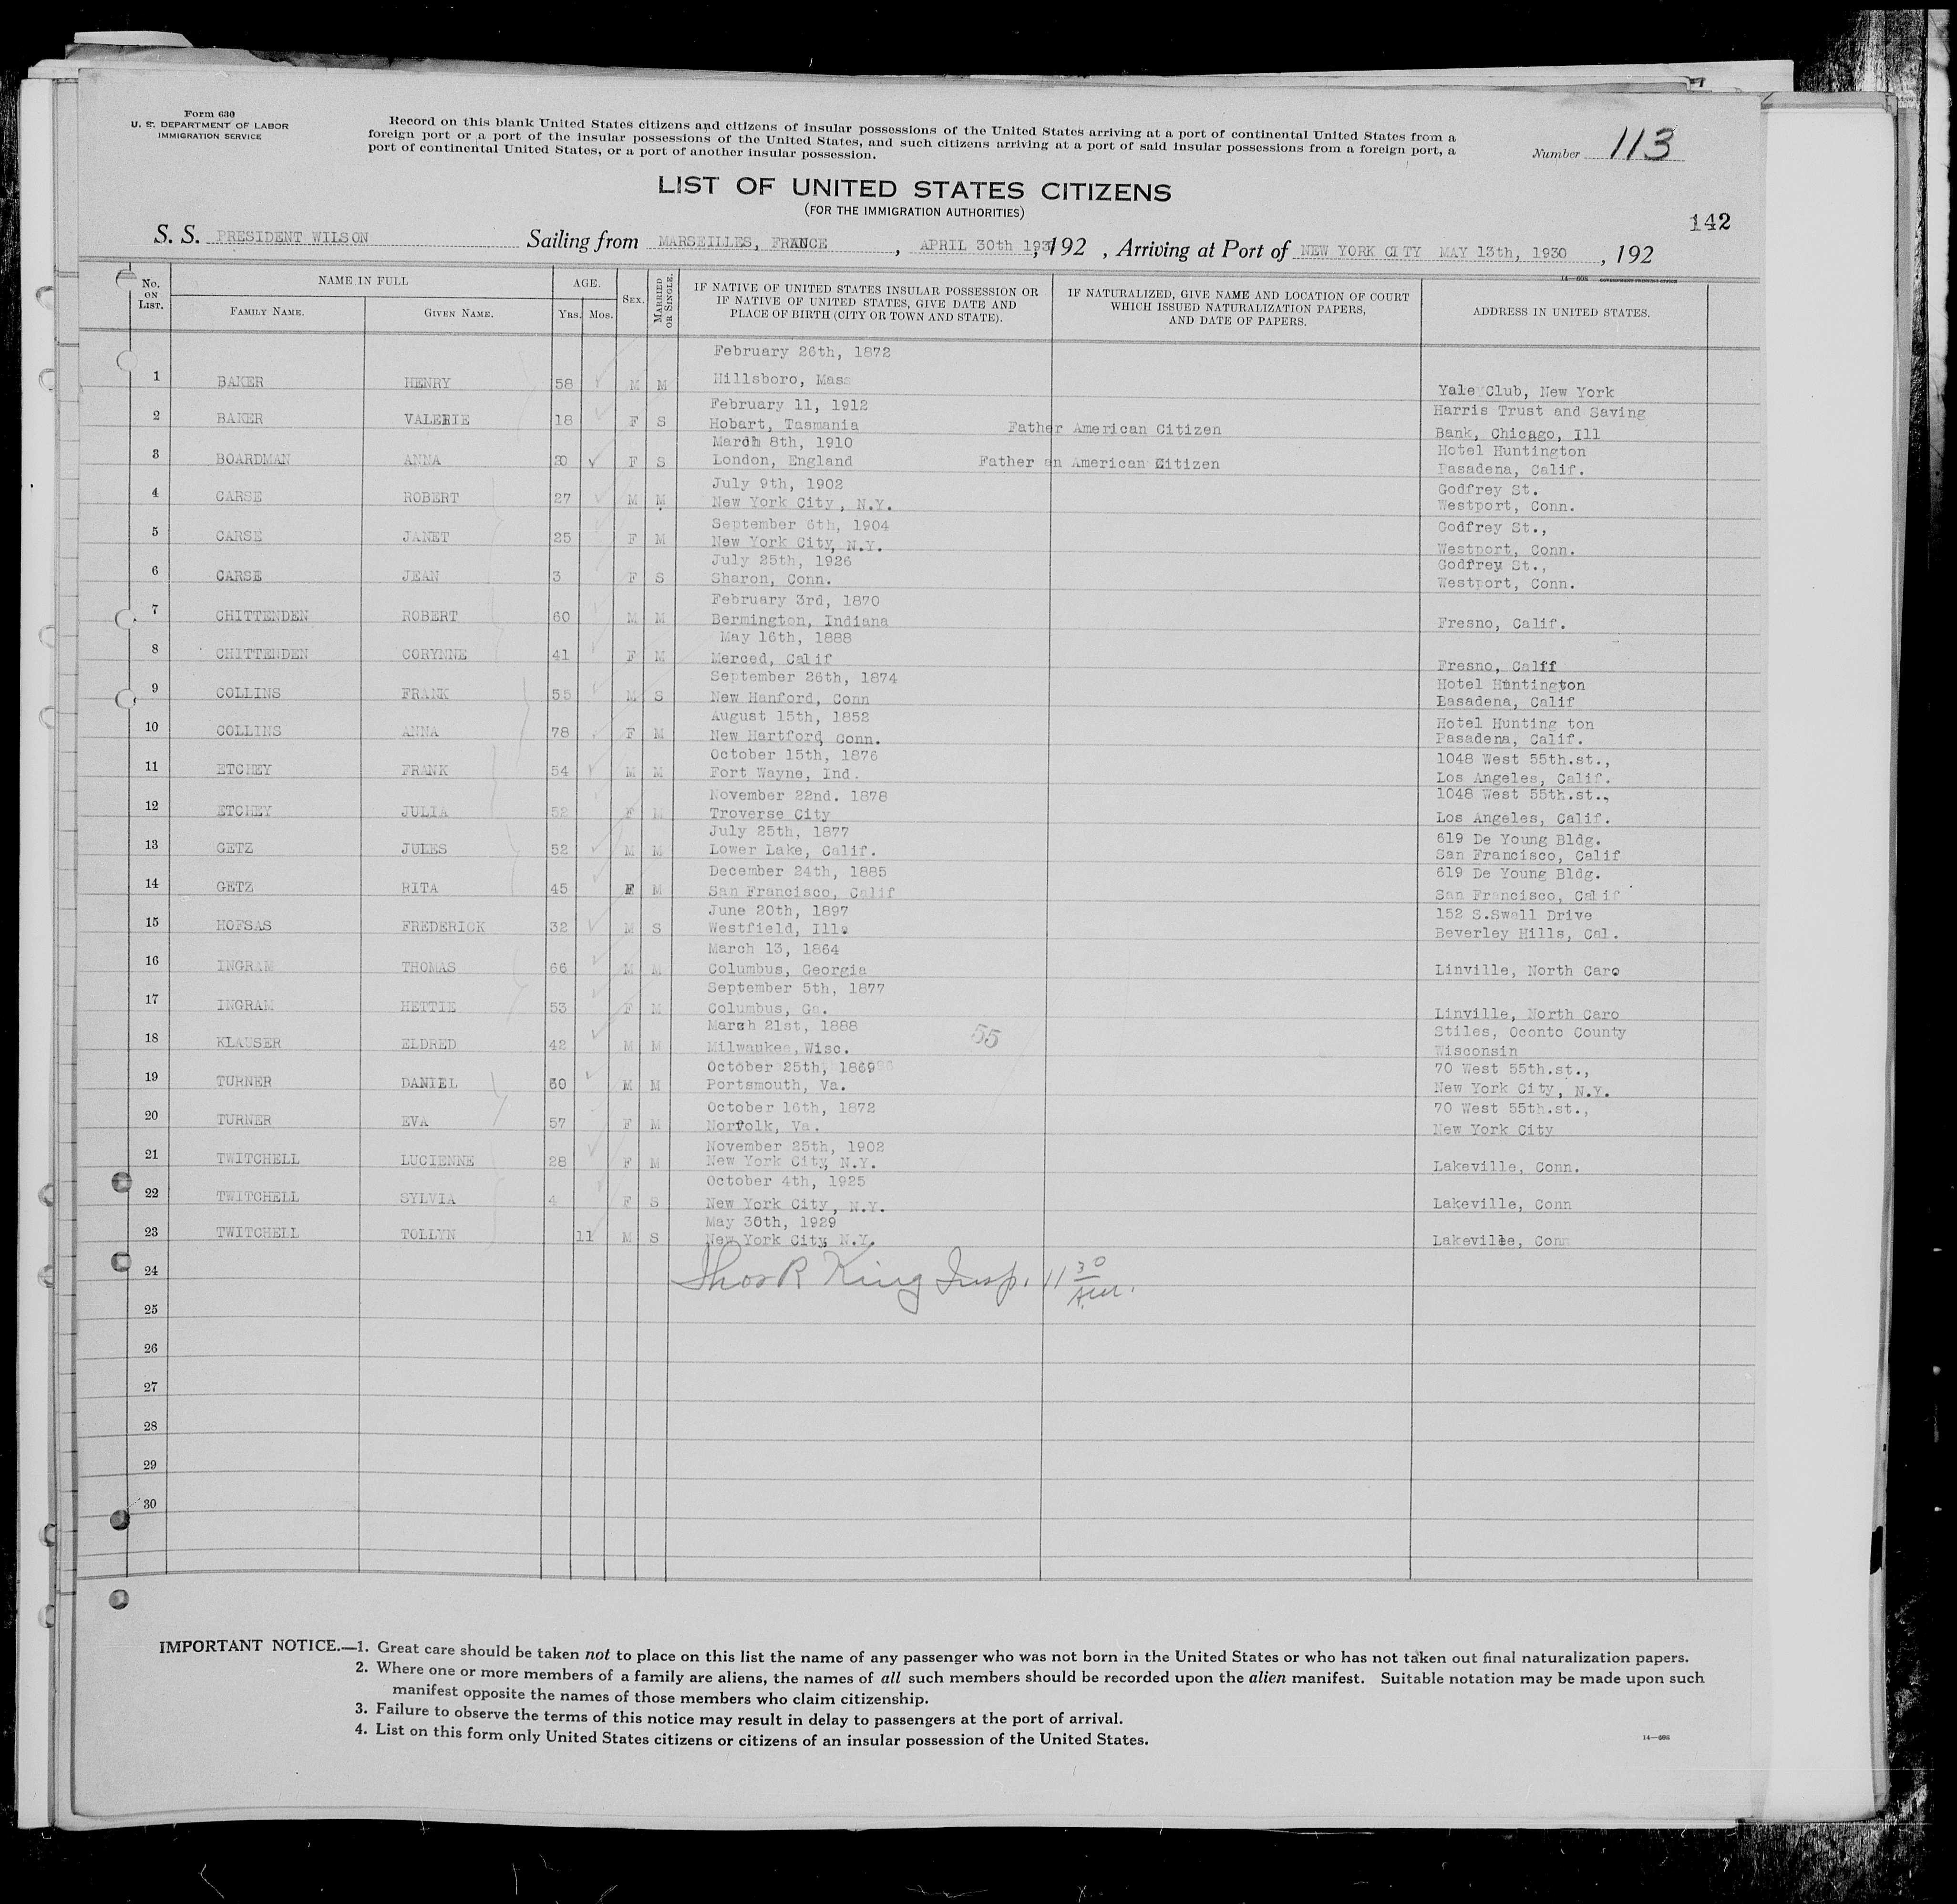 Form 630
U. S. DEPARTMENT OF LABOR
IMMIGRATION SERVICE
Record on this blank United States citizens and citizens of insular possessions of the United States arriving at a port of continental United States from a
foreign port or a port of the insular possessions of the United States, and such citizens arriving at a port of said insular possessions from a foreign port, a
port of continental United States, or a port of another insular possession.
Number 113
LIST OF UNITED STATES CITIZENS
(FOR THE IMMIGRATION AUTHORITIES)
142
S. S. PRESIDENT WILSON Sailing from MARSEILLES, FRANCE, APRIL 30th 193, 192 , Arriving at Port of NEW YORK CITY MAY 13th, 1930, 192
14—608 GOVERNMENT PRINTING OFFICE
No. ON LIST.
NAME IN FULL
FAMILY NAME. GIVEN NAME.
AGE.
YRS. MOS.
SEX.
MARRIED OR SINGLE.
IF NATIVE OF UNITED STATES INSULAR POSSESSION OR
IF NATIVE OF UNITED STATES, GIVE DATE AND
PLACE OF BIRTH (CITY OR TOWN AND STATE).
IF NATURALIZED, GIVE NAME AND LOCATION OF COURT
WHICH ISSUED NATURALIZATION PAPERS,
AND DATE OF PAPERS.
ADDRESS IN UNITED STATES.
February 26th, 1872
1 BAKER HENRY 58 M M Hillsboro, Mass Yale Club, New York
February 11, 1912 Harris Trust and Saving
2 BAKER VALERIE 18 F S Hobart, Tasmania Father American Citizen Bank, Chicago, Ill
March 8th, 1910 Hotel Huntington
3 BOARDMAN ANNA 20 F S London, England Father an American Citizen Pasadena, Calif.
July 9th, 1902 Godfrey St.
4 CARSE ROBERT 27 M M New York City, N.Y. Westport, Conn.
September 6th, 1904 Godfrey St.,
5 CARSE JANET 25 F M New York City, N.Y. Westport, Conn.
July 25th, 1926 Godfrey St.,
6 CARSE JEAN 3 F S Sharon, Conn. Westport, Conn.
February 3rd, 1870
7 CHITTENDEN ROBERT 60 M M Bermington, Indiana Fresno, Calif.
May 16th, 1888
8 CHITTENDEN CORYNNE 41 F M Merced, Calif Fresno, Calff
September 26th, 1874 Hotel Huntington
9 COLLINS FRANK 55 M S New Hanford, Conn Easadena, Calif
August 15th, 1852 Hotel Hunting ton
10 COLLINS ANNA 78 F M New Hartford, Conn. Pasadena, Calif.
October 15th, 1876 1048 West 55th.st.,
11 ETCHEY FRANK 54 M M Fort Wayne, Ind. Los Angeles, Calif.
November 22nd. 1878 1048 West 55th.st.,
12 ETCHEY JULIA 52 F M Troverse City Los Angeles, Calif.
July 25th, 1877 619 De Young Bldg.
13 GETZ JULES 52 M M Lower Lake, Calif. San Francisco, Calif
December 24th, 1885 619 De Young Bldg.
14 GETZ RITA 45 F M San Francisco, Calif San Francisco, Calif
June 20th, 1897 152 S.Swall Drive
15 HOFSAS FREDERICK 32 M S Westfield, Ill. Beverley Hills, Cal.
March 13, 1864
16 INGRAM THOMAS 66 M M Columbus, Georgia Linville, North Caro
September 5th, 1877
17 INGRAM HETTIE 53 F M Columbus, Ga. Linville, North Caro
March 21st, 1888 55 Stiles, Oconto County
18 KLAUSER ELDRED 42 M M Milwaukee, Wisc. Wisconsin
October 25th, 1869 70 West 55th.st.,
19 TURNER DANIEL 60 M M Portsmouth, Va. New York City, N.Y.
October 16th, 1872 70 West 55th.st.,
20 TURNER EVA 57 F M Norfolk, Va. New York City
November 25th, 1902
21 TWITCHELL LUCIENNE 28 F M New York City, N.Y. Lakeville, Conn.
October 4th, 1925
22 TWITCHELL SYLVIA 4 F S New York City, N.Y. Lakeville, Conn
May 30th, 1929
23 TWITCHELL TOLLYN 11 M S New York City, N.Y. Lakeville, Conn
24 Thos R King Insp. 11 30 AM.
25
26
27
28
29
30
IMPORTANT NOTICE.—1. Great care should be taken not to place on this list the name of any passenger who was not born in the United States or who has not taken out final naturalization papers.
2. Where one or more members of a family are aliens, the names of all such members should be recorded upon the alien manifest. Suitable notation may be made upon such
manifest opposite the names of those members who claim citizenship.
3. Failure to observe the terms of this notice may result in delay to passengers at the port of arrival.
4. List on this form only United States citizens or citizens of an insular possession of the United States.
14—608